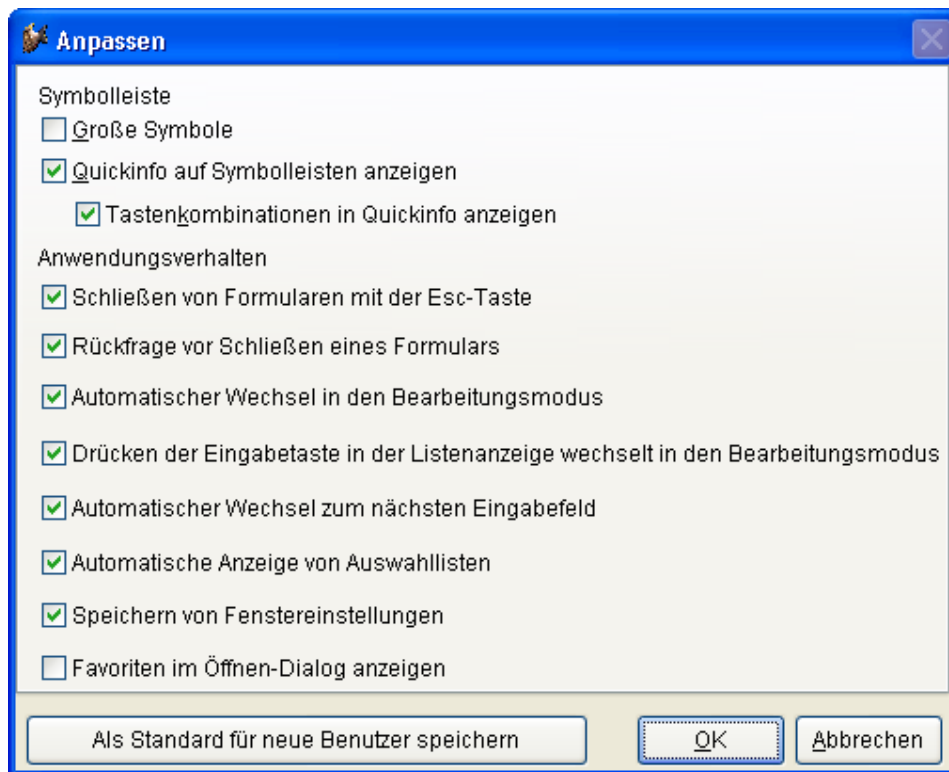 Anpassen
Symbolleiste
Große Symbole
Quickinfo auf Symbolleisten anzeigen
Tastenkombinationen in Quickinfo anzeigen
Anwendungsverhalten
Schließen von Formularen mit der Esc-Taste
Rückfrage vor Schließen eines Formulars
Automatischer Wechsel in den Bearbeitungsmodus
Drücken der Eingabetaste in der Listenanzeige wechselt in den Bearbeitungsmodus
Automatischer Wechsel zum nächsten Eingabefeld
Automatische Anzeige von Auswahllisten
Speichern von Fenstereinstellungen
Favoriten im Öffnen-Dialog anzeigen
Als Standard für neue Benutzer speichern OK Abbrechen